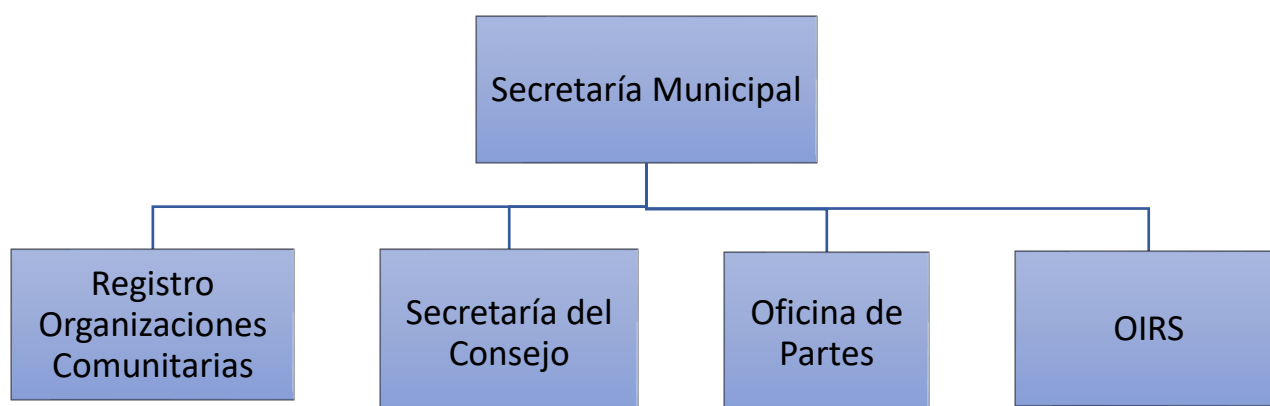 Secretaría Municipal
Registro
Organizaciones
Comunitarias
Secretaría del
Consejo
Oficina de
Partes
OIRS